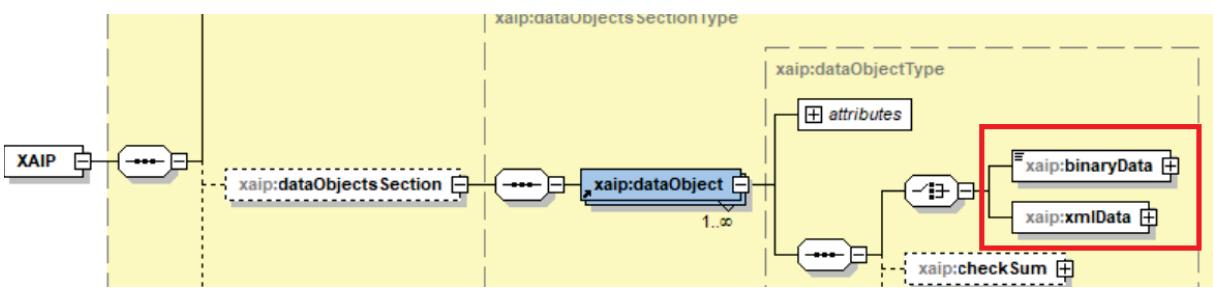 xaip:dataObjectsSectionType
xaip:dataObjectType
attributes
XAIP
xaip:binaryData
xaip:dataObjectsSection
xaip:dataObject
1..∞
xaip:xmlData
xaip:checkSum